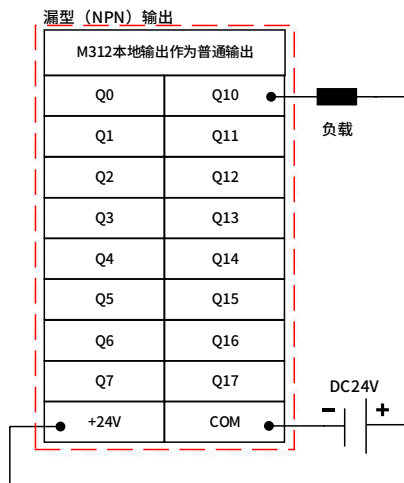 漏型（NPN）输出
M312本地输出作为普通输出
Q0 Q10
负载
Q1 Q11
Q2 Q12
Q3 Q13
Q4 Q14
Q5 Q15
Q6 Q16
Q7 Q17
DC24V
+24V COM
- +